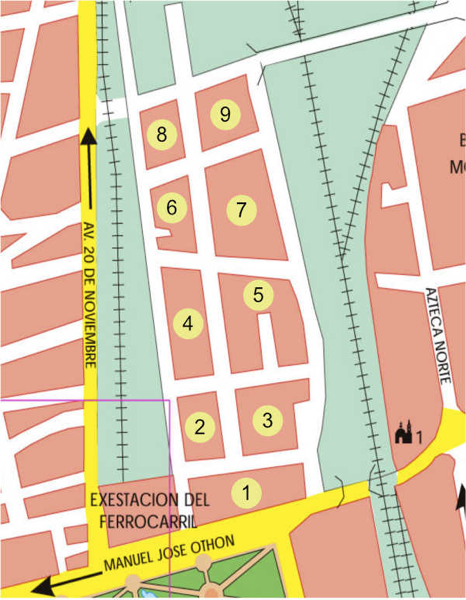 9
8
6
7
5
4
2
3
1
AV. 20 DE NOVIEMBRE
AZTECA NORTE
1
EXESTACION DEL
FERROCARRIL
MANUEL JOSE OTHON